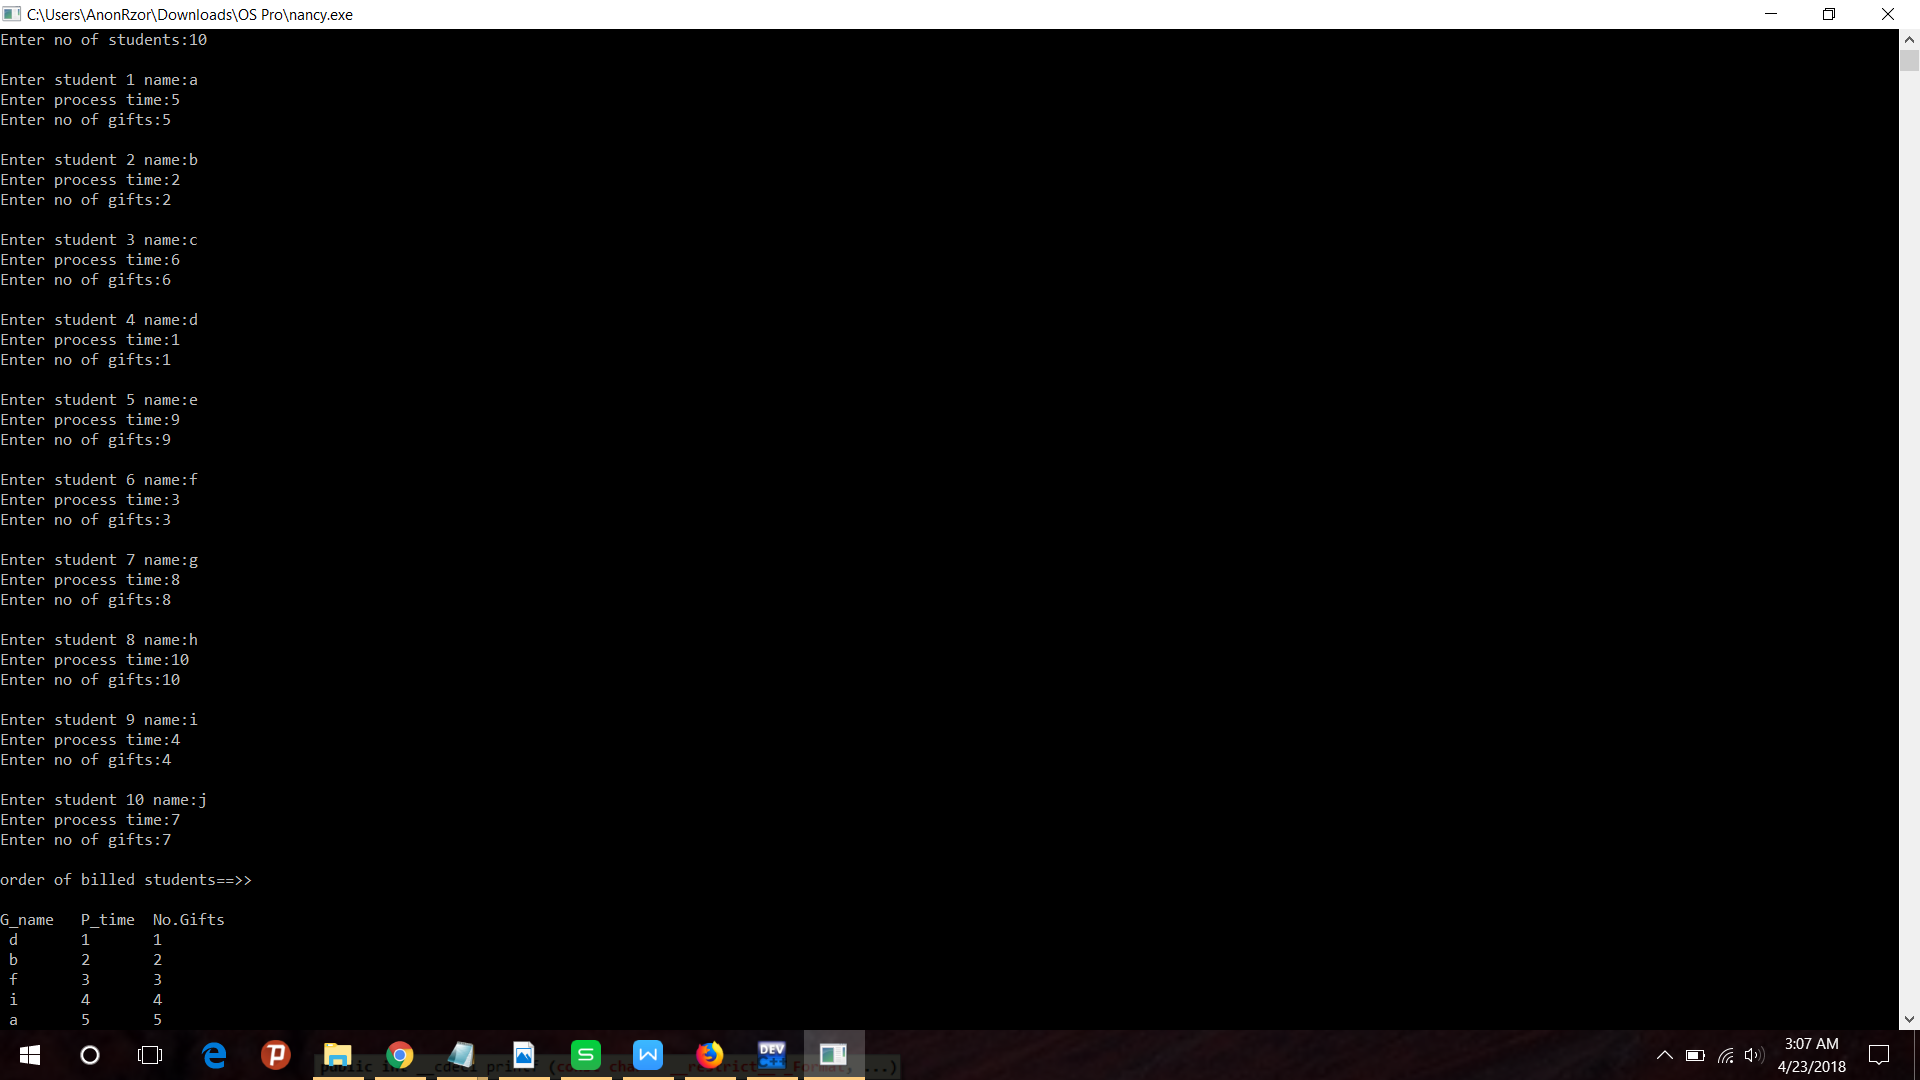 C:\Users\AnonRzor\Downloads\OS Pro\nancy.exe
Enter no of students:10
Enter student 1 name:a
Enter process time:5
Enter no of gifts:5
Enter student 2 name:b
Enter process time:2
Enter no of gifts:2
Enter student 3 name:c
Enter process time:6
Enter no of gifts:6
Enter student 4 name:d
Enter process time:1
Enter no of gifts:1
Enter student 5 name:e
Enter process time:9
Enter no of gifts:9
Enter student 6 name:f
Enter process time:3
Enter no of gifts:3
Enter student 7 name:g
Enter process time:8
Enter no of gifts:8
Enter student 8 name:h
Enter process time:10
Enter no of gifts:10
Enter student 9 name:i
Enter process time:4
Enter no of gifts:4
Enter student 10 name:j
Enter process time:7
Enter no of gifts:7
order of billed students==>>
G_name P_time No.Gifts
d 1 1
b 2 2
f 3 3
i 4 4
a 5 5
S W DEV C++
3:07 AM
4/23/2018